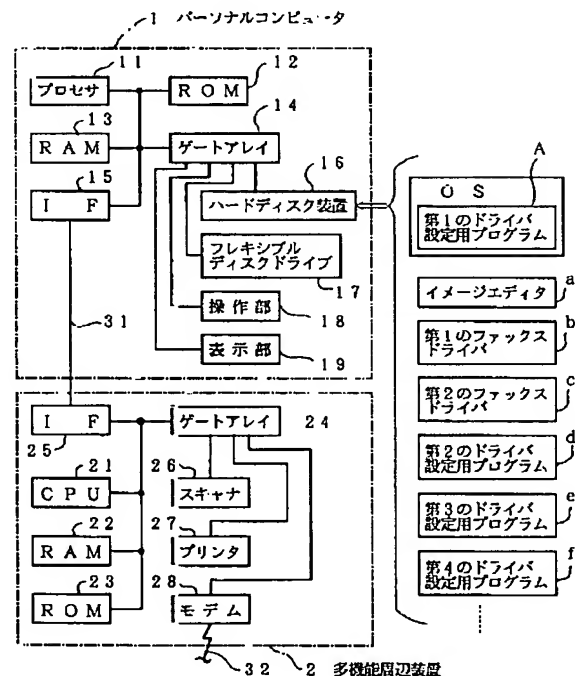 1 パーソナルコンピュータ
11
プロセサ
12
ROM
13
RAM
14
ゲートアレイ
15
I F
16
ハードディスク装置
フレキシブル
ディスクドライブ
17
操作部
18
表示部
19
31
A
O S
第1のドライバ
設定用プログラム
a
イメージエディタ
b
第1のファックス
ドライバ
c
第2のファックス
ドライバ
d
第2のドライバ
設定用プログラム
e
第3のドライバ
設定用プログラム
f
第4のドライバ
設定用プログラム
I F
25
ゲートアレイ
24
21
CPU
26
スキャナ
22
RAM
27
プリンタ
23
ROM
28
モデム
32
2 多機能周辺装置